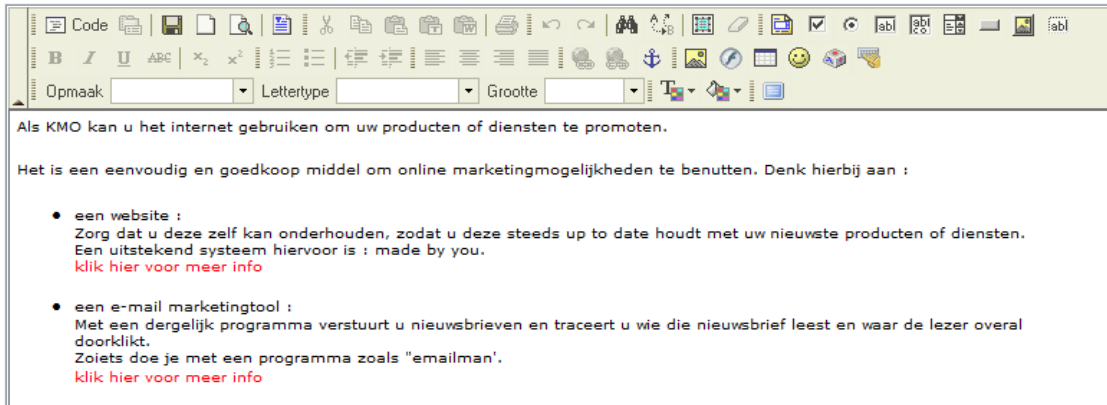 Code
B I U ABC x₂ x²
Opmaak Lettertype Grootte
Als KMO kan u het internet gebruiken om uw producten of diensten te promoten.
Het is een eenvoudig en goedkoop middel om online marketingmogelijkheden te benutten. Denk hierbij aan :
• een website :
Zorg dat u deze zelf kan onderhouden, zodat u deze steeds up to date houdt met uw nieuwste producten of diensten.
Een uitstekend systeem hiervoor is : made by you.
klik hier voor meer info
• een e-mail marketingtool :
Met een dergelijk programma verstuurt u nieuwsbrieven en traceert u wie die nieuwsbrief leest en waar de lezer overal
doorklikt.
Zoiets doe je met een programma zoals "emailman'.
klik hier voor meer info